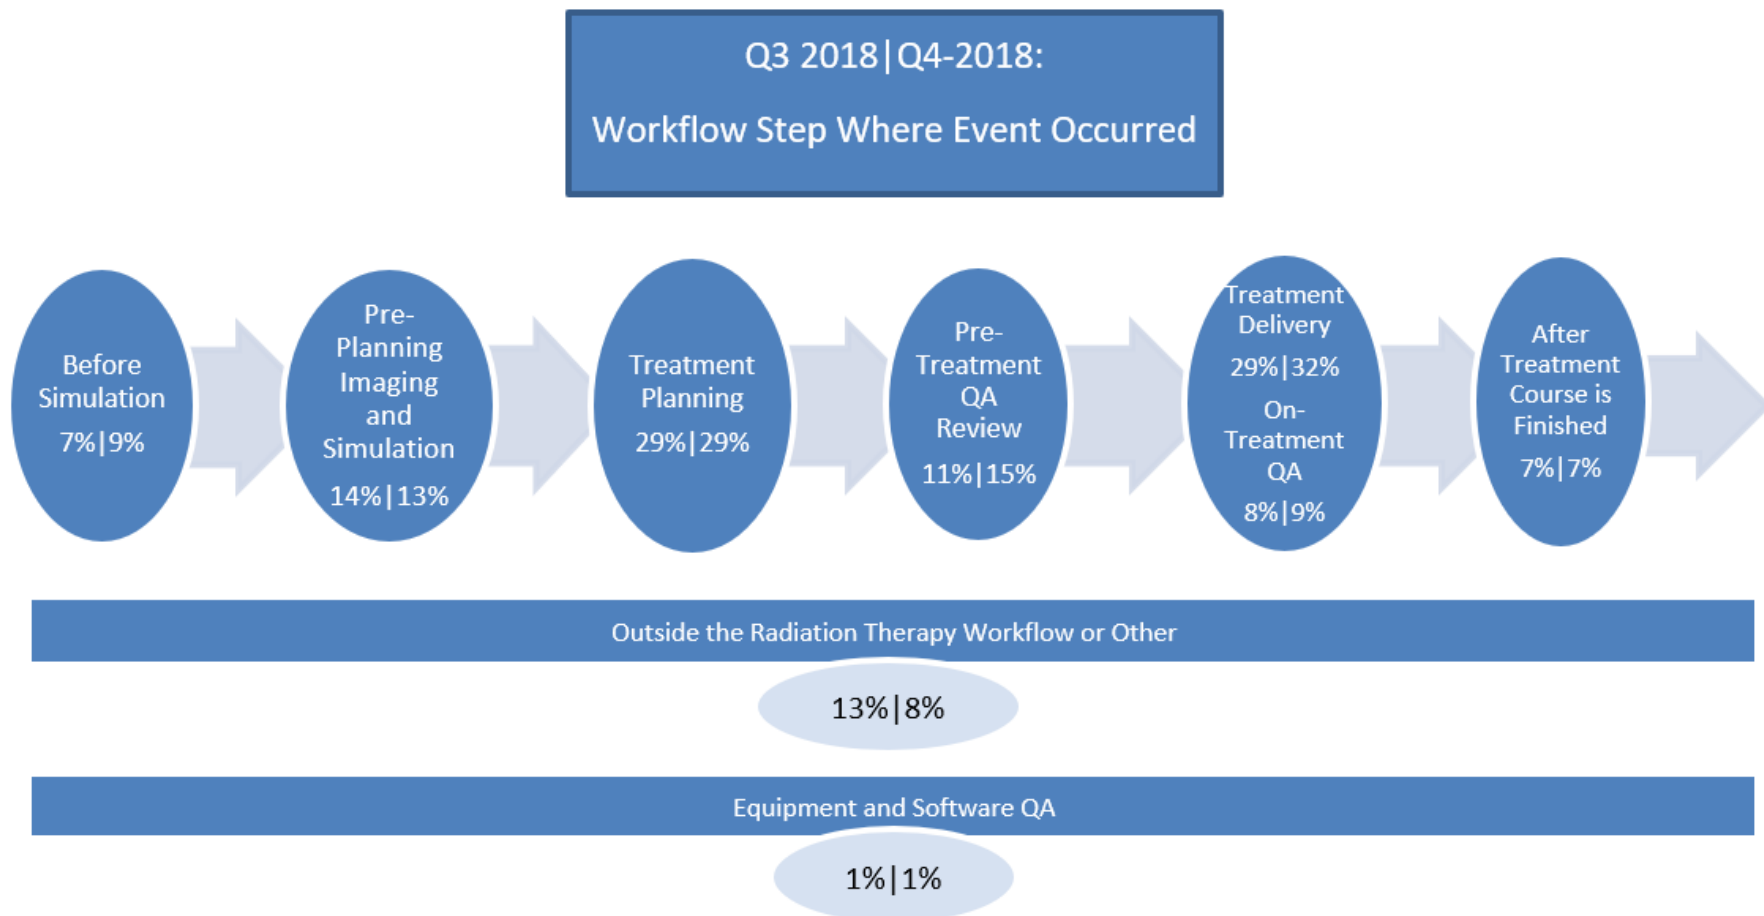 Q3 2018|Q4-2018:
Workflow Step Where Event Occurred
Before
Simulation
7%|9%
Pre-
Planning
Imaging
and
Simulation
14%|13%
Treatment
Planning
29%|29%
Pre-
Treatment
QA
Review
11%|15%
Treatment
Delivery
29%|32%
On-
Treatment
QA
8%|9%
After
Treatment
Course is
Finished
7%|7%
Outside the Radiation Therapy Workflow or Other
13%|8%
Equipment and Software QA
1%|1%